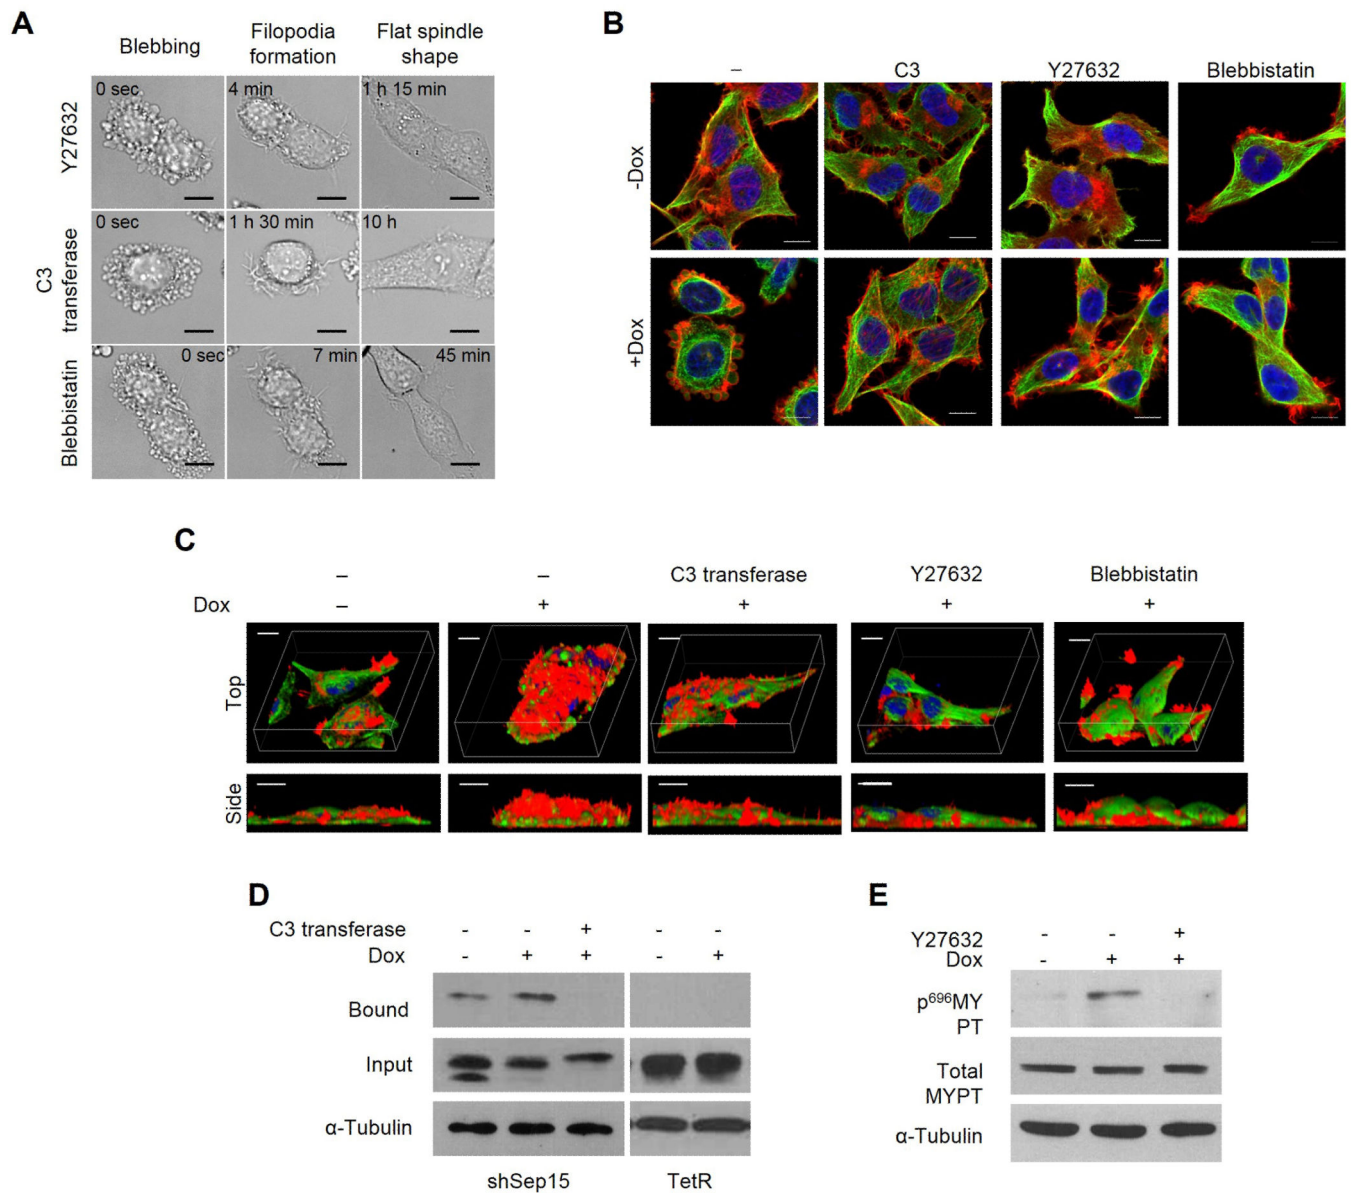 A
Blebbing
Filopodia
formation
Flat spindle
shape
Y27632
0 sec
4 min
1 h 15 min
C3
transferase
0 sec
1 h 30 min
10 h
Blebbistatin
0 sec
7 min
45 min
B
– C3 Y27632 Blebbistatin
-Dox
+Dox
C
– – C3 transferase Y27632 Blebbistatin
Dox – + + + +
Top
Side
D
C3 transferase - - + - -
Dox - + + - +
Bound
Input
α-Tubulin
shSep15 TetR
E
Y27632 - - +
Dox - + +
p⁶⁹⁶MY
PT
Total
MYPT
α-Tubulin